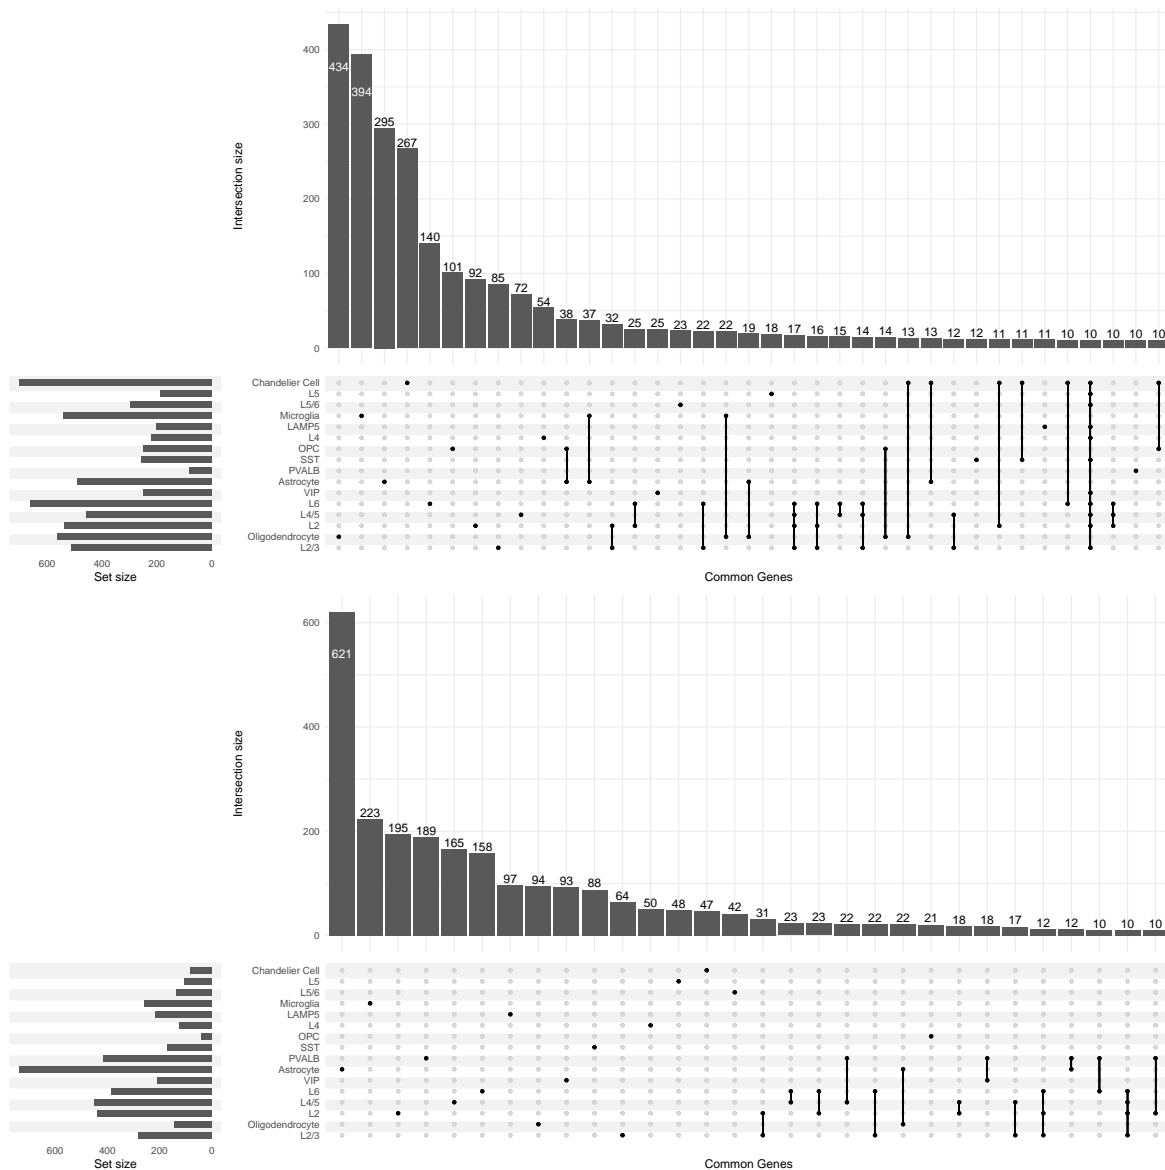 400
300
200
100
0
Intersection size
434
394
295
267
140
101
92
85
72
54
38
37
32
25
25
23
22
22
19
18
17
16
15
14
14
13
13
12
12
11
11
11
10
10
10
10
10
Chandelier Cell
L5
L5/6
Microglia
LAMP5
L4
OPC
SST
PVALB
Astrocyte
VIP
L6
L4/5
L2
Oligodendrocyte
L2/3
600 400 200 0
Set size
Common Genes
600
400
200
0
Intersection size
621
223
195
189
165
158
97
94
93
88
64
50
48
47
42
31
23
23
22
22
22
21
18
18
17
12
12
10
10
10
Chandelier Cell
L5
L5/6
Microglia
LAMP5
L4
OPC
SST
PVALB
Astrocyte
VIP
L6
L4/5
L2
Oligodendrocyte
L2/3
600 400 200 0
Set size
Common Genes